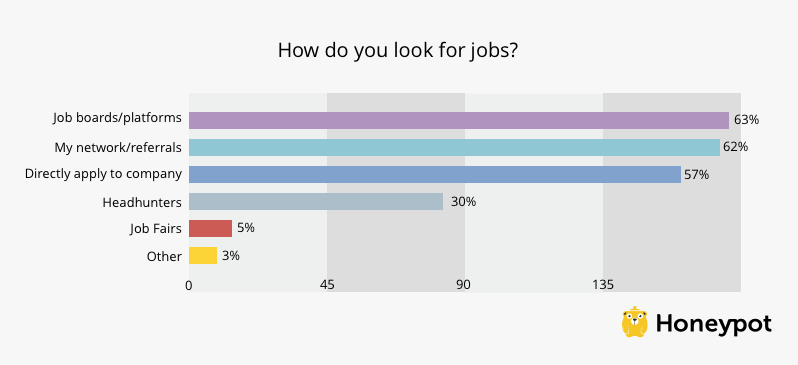 How do you look for jobs?
Job boards/platforms 63%
My network/referrals 62%
Directly apply to company 57%
Headhunters 30%
Job Fairs 5%
Other 3%
0 45 90 135
Honeypot